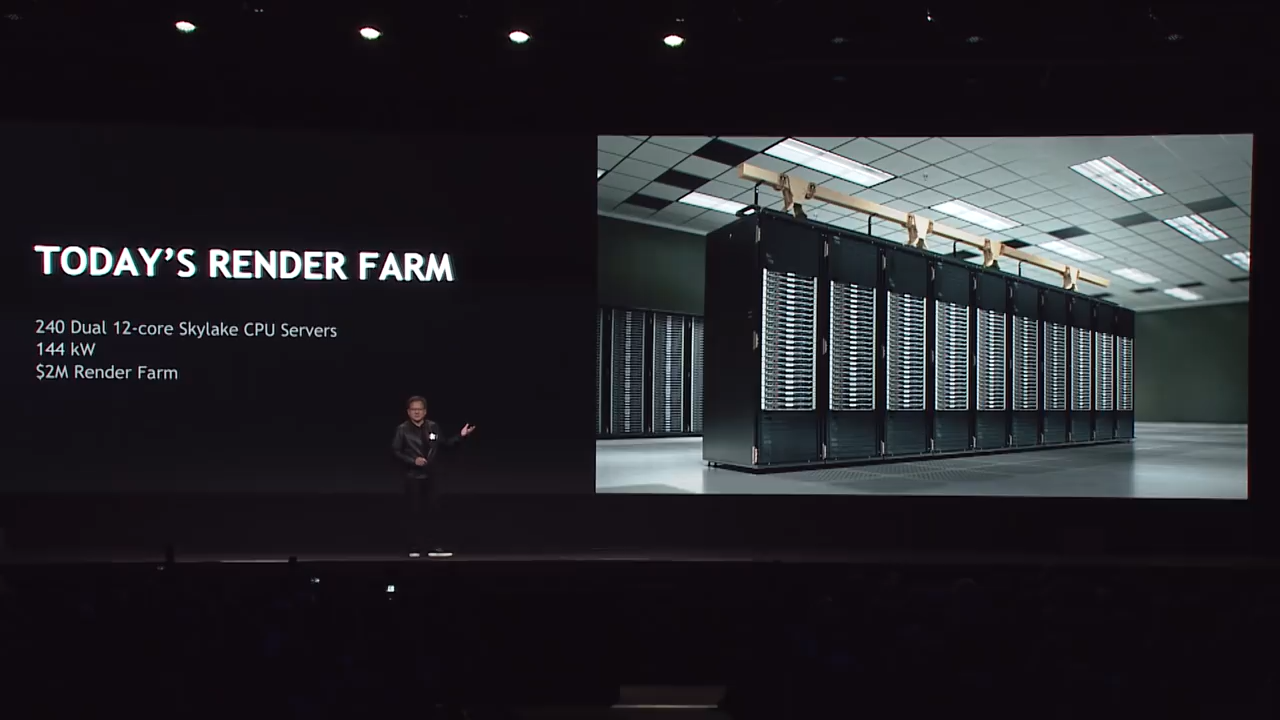 TODAY'S RENDER FARM
240 Dual 12-core Skylake CPU Servers
144 kW
$2M Render Farm